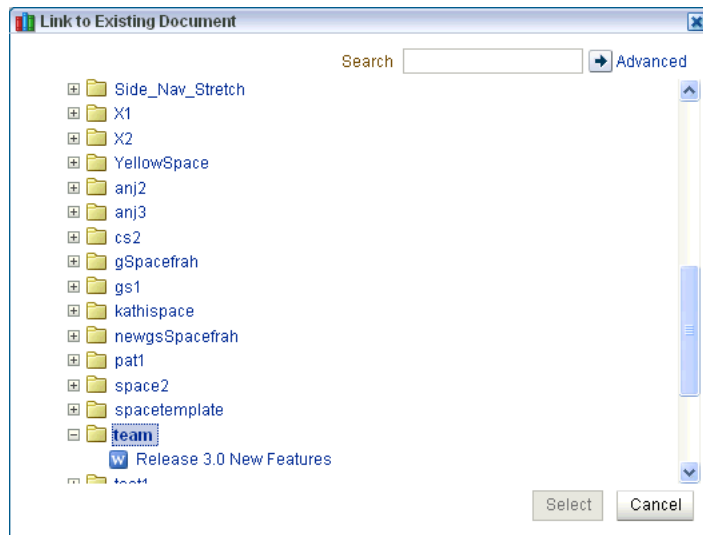 Link to Existing Document
Search Advanced
Side_Nav_Stretch
X1
X2
YellowSpace
anj2
anj3
cs2
gSpacefrah
gs1
kathispace
newgsSpacefrah
pat1
space2
spacetemplate
team
W Release 3.0 New Features
Select Cancel